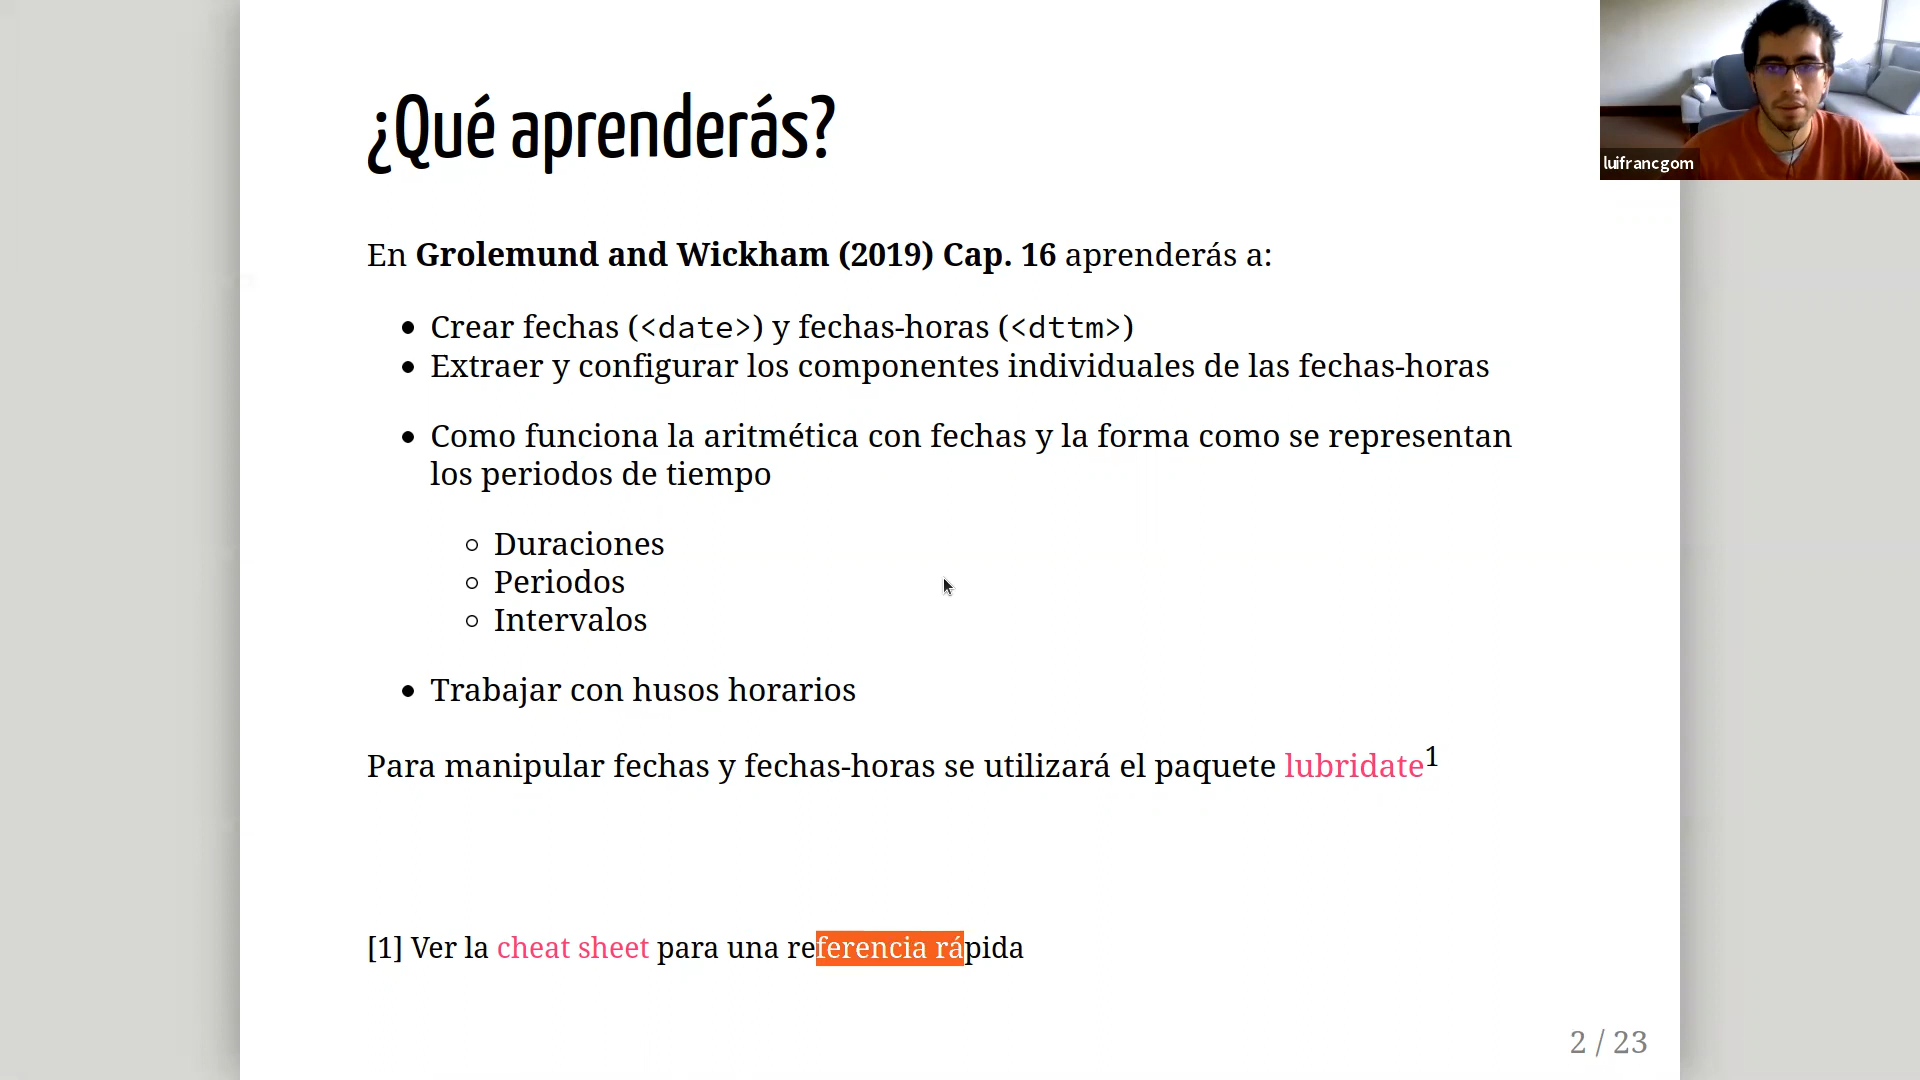 ¿Qué aprenderás?
luifrancgom
En Grolemund and Wickham (2019) Cap. 16 aprenderás a:
Crear fechas (<date>) y fechas-horas (<dttm>)
Extraer y configurar los componentes individuales de las fechas-horas
Como funciona la aritmética con fechas y la forma como se representan
los periodos de tiempo
Duraciones
Periodos
Intervalos
Trabajar con husos horarios
Para manipular fechas y fechas-horas se utilizará el paquete lubridate1
[1] Ver la cheat sheet para una referencia rápida
2 / 23